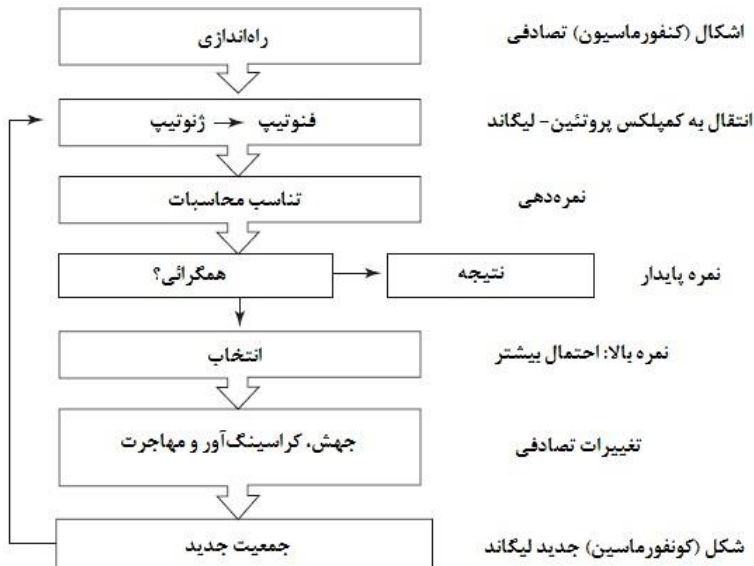 اشکال (کنفورماسیون) تصادفی
راه‌اندازی
انتقال به کمپلکس پروتئین- لیگاند
ژنوتیپ → فنوتیپ
نمره‌دهی
تناسب محاسبات
نمره پایدار
نتیجه
همگرائی؟
نمره بالا: احتمال بیشتر
انتخاب
تغییرات تصادفی
جهش، کراسینگ‌آور و مهاجرت
شکل (کونفورماسین) جدید لیگاند
جمعیت جدید